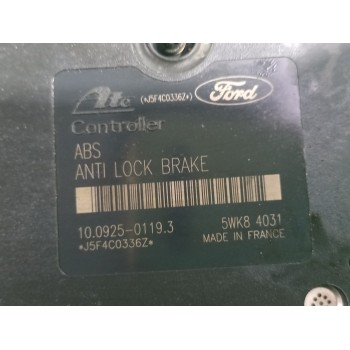 Ate (*J5F4C0336Z*) Ford
Controller
ABS
ANTI LOCK BRAKE
10.0925-0119.3 5WK8 4031
*J5F4C0336Z* MADE IN FRANCE